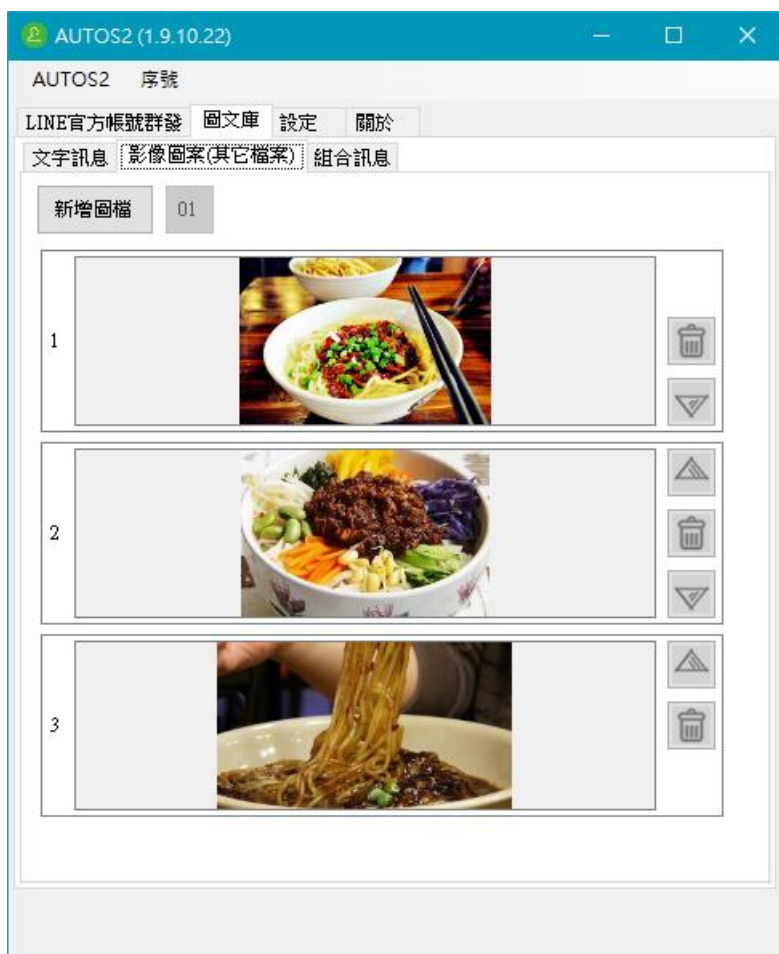 AUTOS2 (1.9.10.22)
AUTOS2 序號
LINE官方帳號群發 圖文庫 設定 關於
文字訊息 影像圖案(其它檔案) 組合訊息
新增圖檔 01
1
2
3